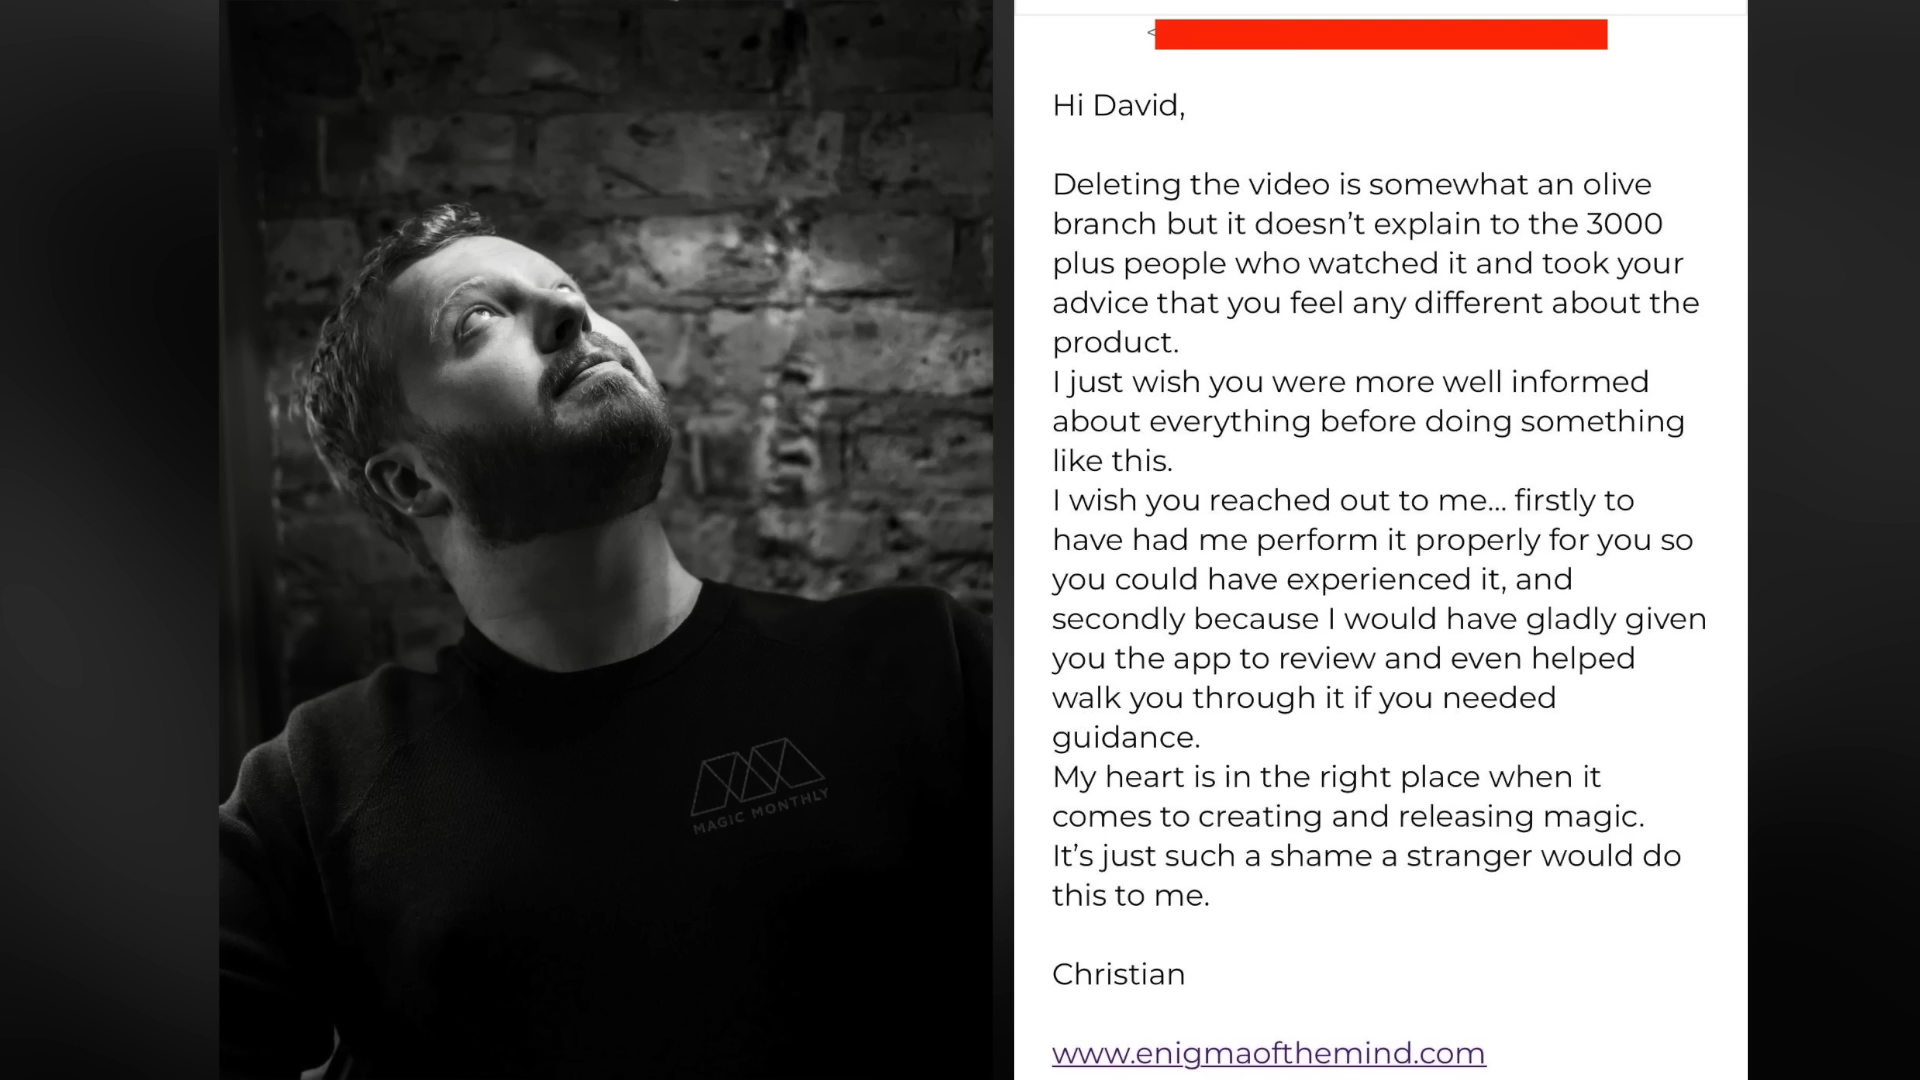 MAGIC MONTHLY
<
Hi David,
Deleting the video is somewhat an olive
branch but it doesn't explain to the 3000
plus people who watched it and took your
advice that you feel any different about the
product.
I just wish you were more well informed
about everything before doing something
like this.
I wish you reached out to me... firstly to
have had me perform it properly for you so
you could have experienced it, and
secondly because I would have gladly given
you the app to review and even helped
walk you through it if you needed
guidance.
My heart is in the right place when it
comes to creating and releasing magic.
It's just such a shame a stranger would do
this to me.
Christian
www.enigmaofthemind.com